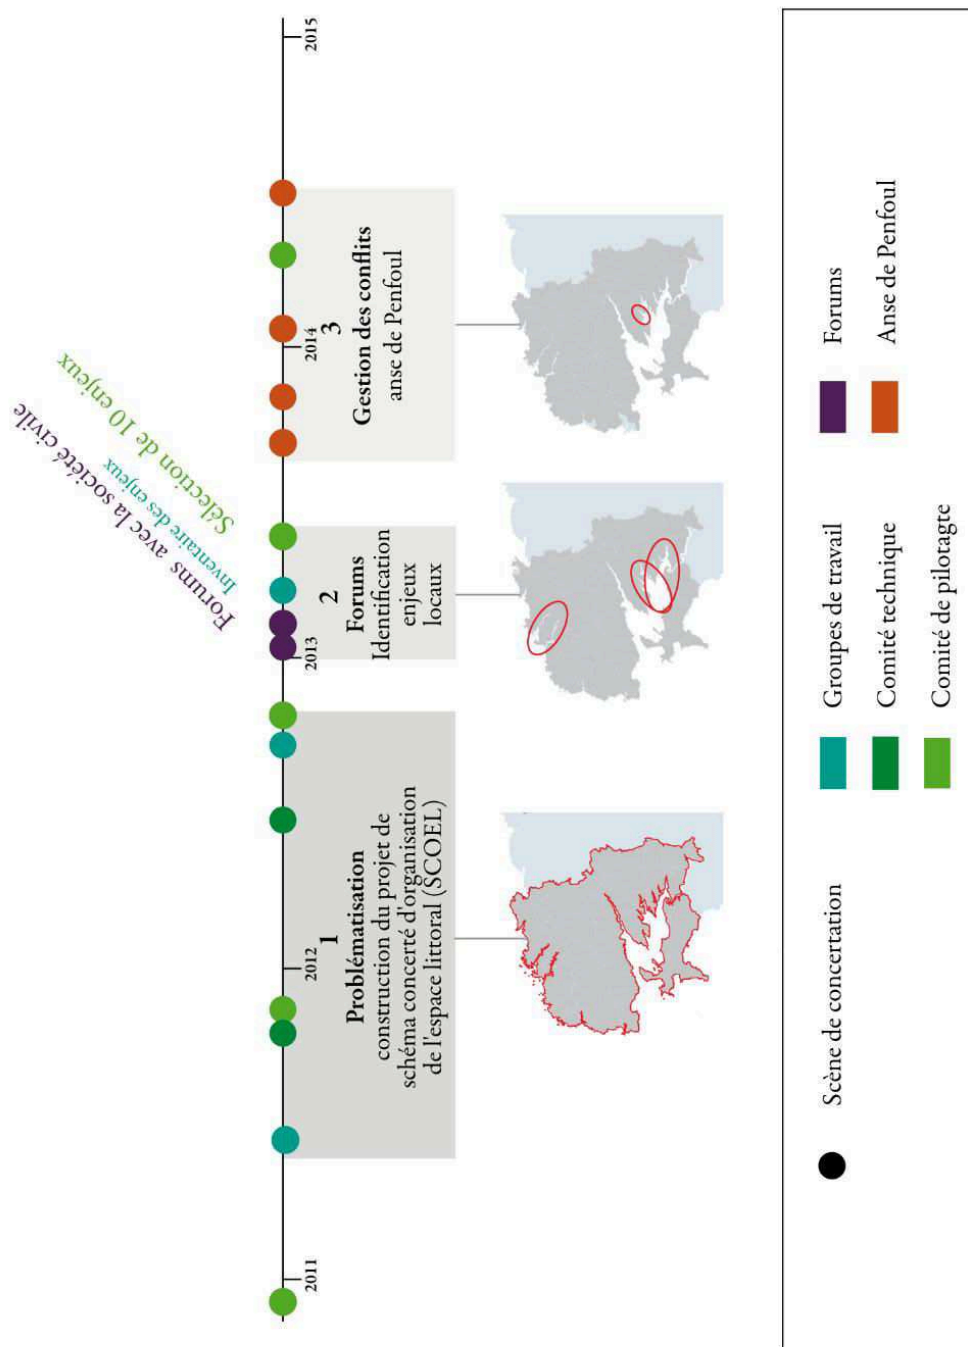 Forums avec la société civile
Inventaire des enjeux
Sélection de 10 enjeux
2011
2012
2013
2014
2015
1
Problématisation
construction du projet de
schéma concerté d'organisation
de l'espace littoral (SCOEL)
2
Forums
Identification
enjeux
locaux
3
Gestion des conflits
anse de Penfoul
Scène de concertation
Groupes de travail
Comité technique
Comité de pilotagte
Forums
Anse de Penfoul